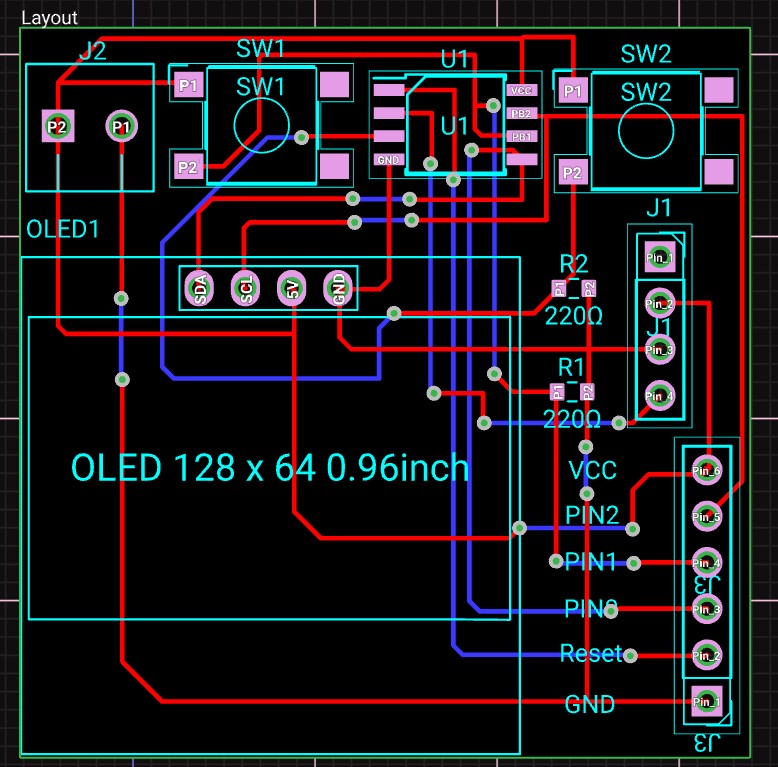 Layout
J2
SW1
U1
SW2
P1
SW1
VCC
P1
SW2
P2
P1
U1
PB2
PB1
P2
GND
P2
J1
OLED1
Pin_1
R2
SDA
SCL
5V
GND
P1
P2
Pin_2
220Ω
J1
Pin_3
R1
P1
P2
Pin_4
220Ω
OLED 128 x 64 0.96inch
VCC
Pin_6
PIN2
Pin_5
PIN1
Pin_4
J3
PIN0
Pin_3
Reset
Pin_2
GND
Pin_1
J3